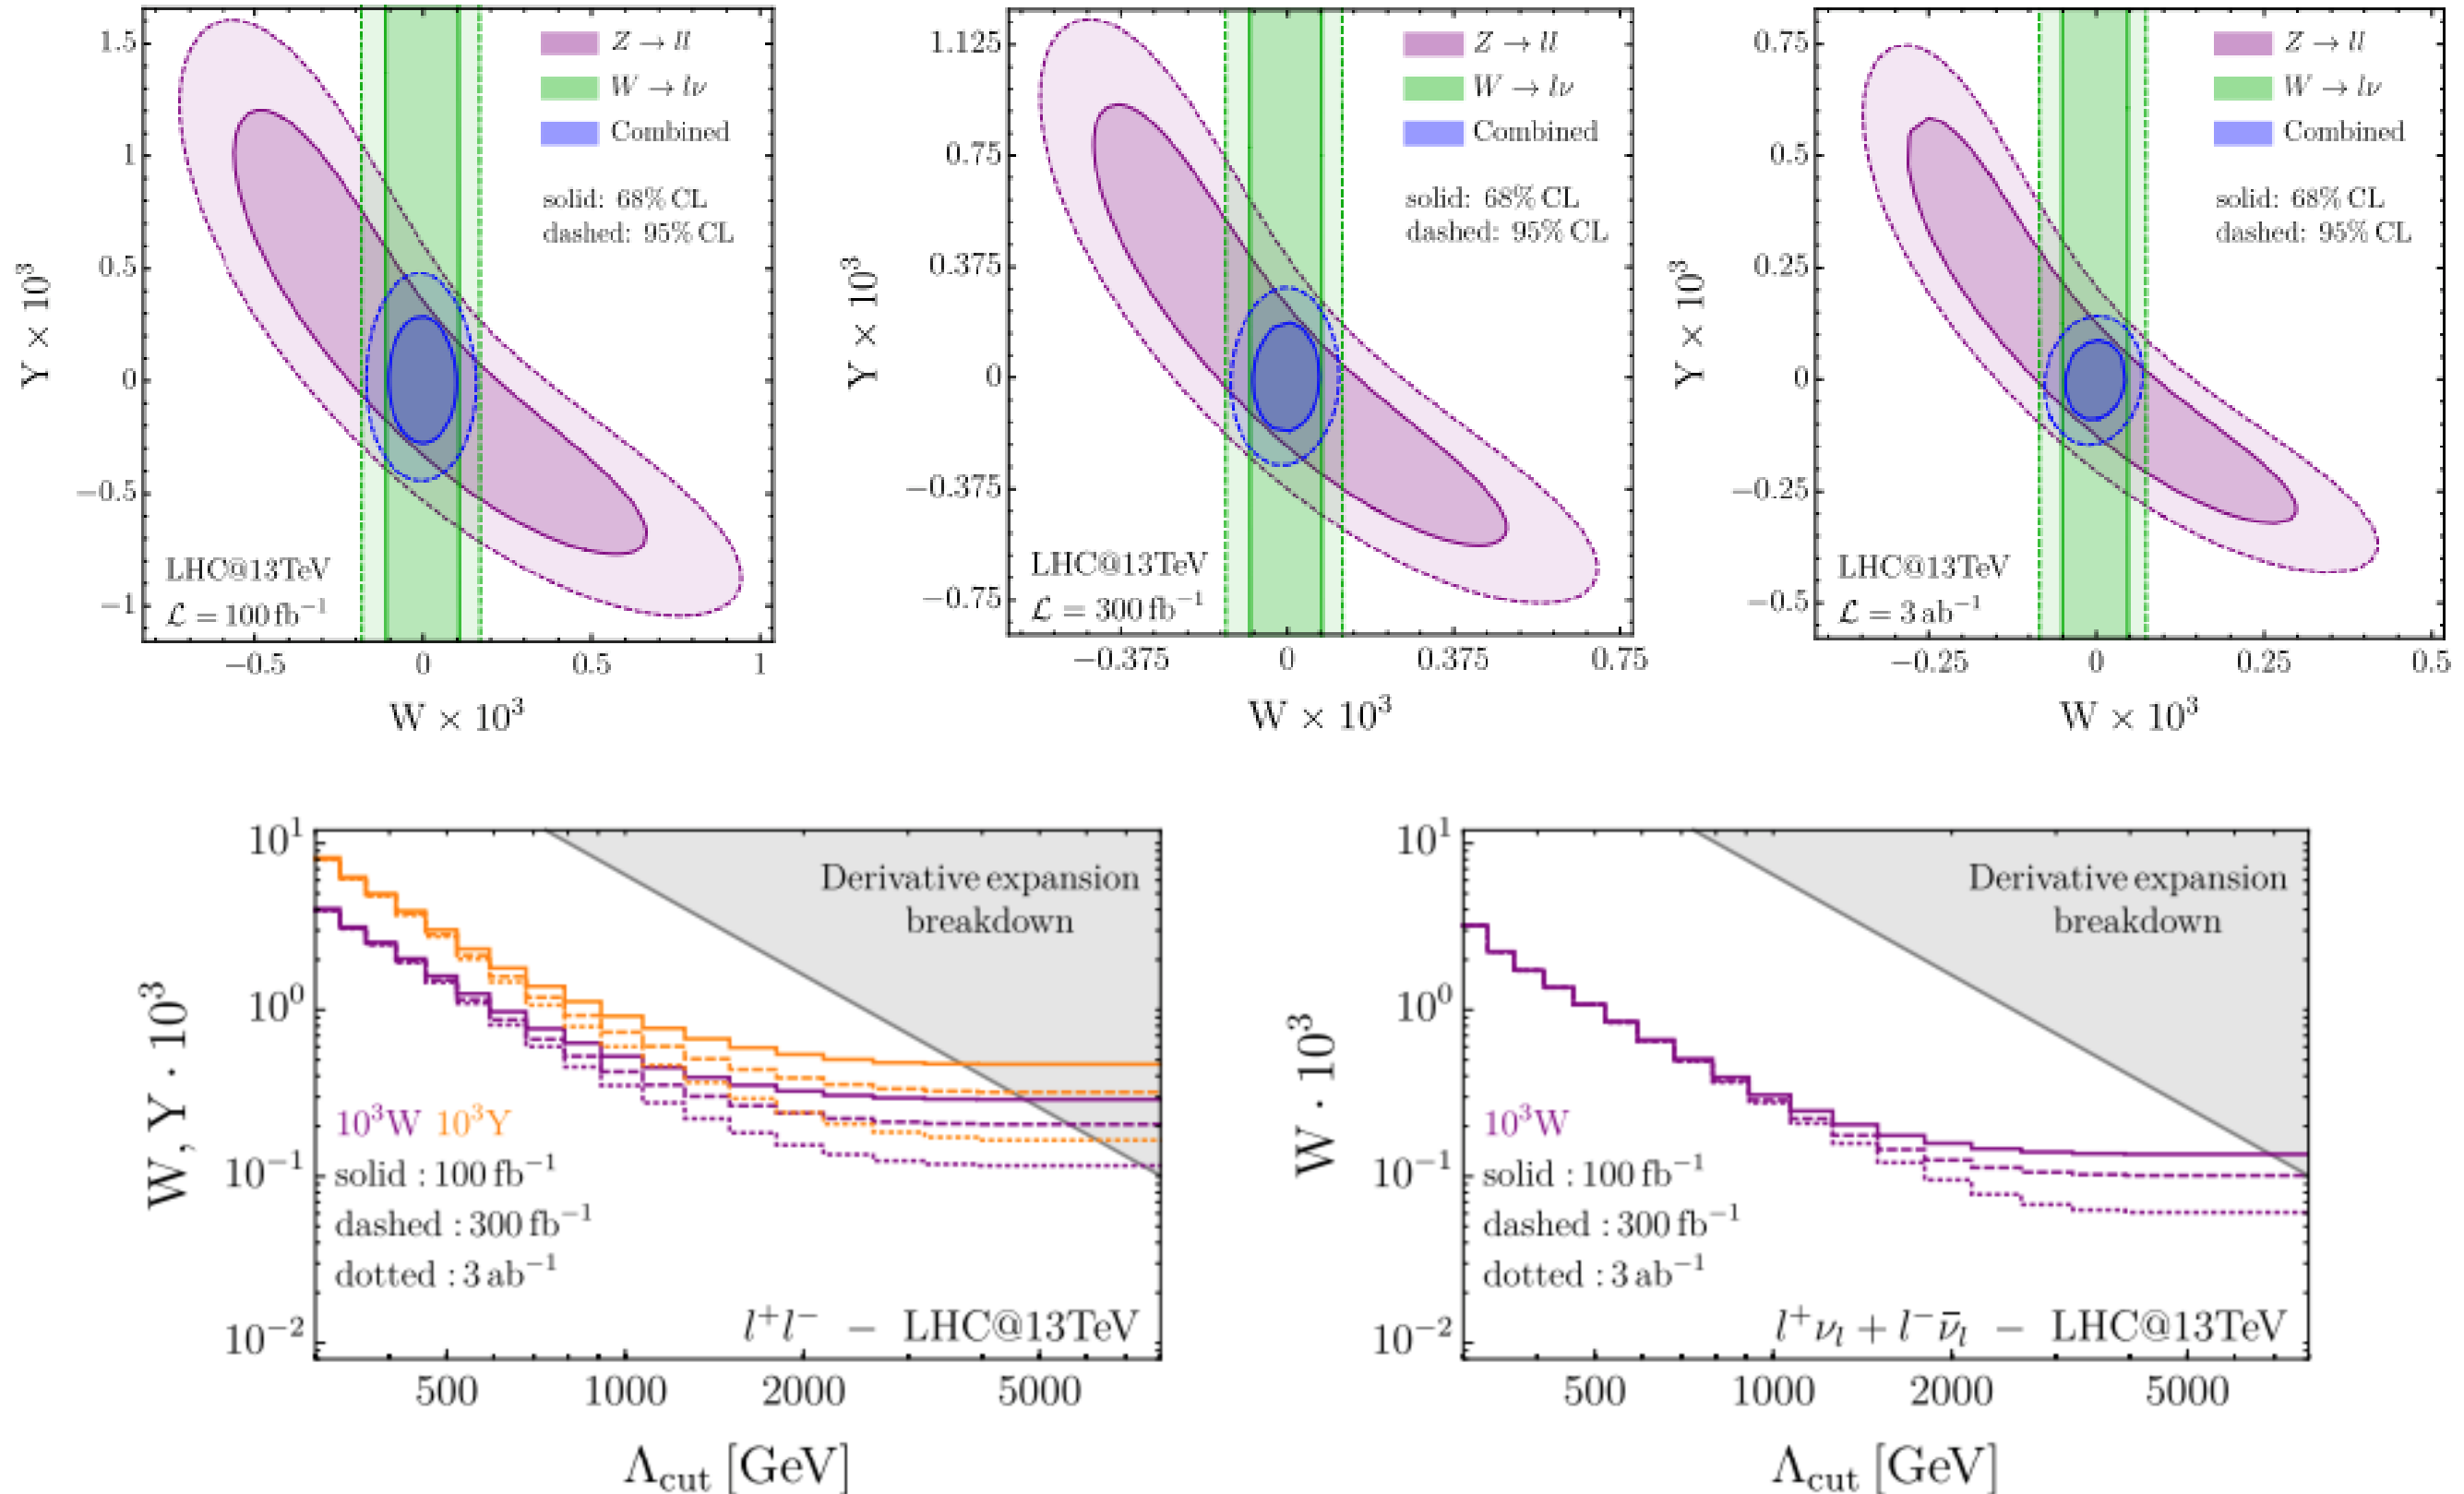 Y × 10³
1.5
1
0.5
0
−0.5
−1
Z → ll
W → lν
Combined
solid: 68% CL
dashed: 95% CL
LHC@13TeV
ℒ = 100 fb⁻¹
−0.5 0 0.5 1
W × 10³
Y × 10³
1.125
0.75
0.375
0
−0.375
−0.75
Z → ll
W → lν
Combined
solid: 68% CL
dashed: 95% CL
LHC@13TeV
ℒ = 300 fb⁻¹
−0.375 0 0.375 0.75
W × 10³
Y × 10³
0.75
0.5
0.25
0
−0.25
−0.5
Z → ll
W → lν
Combined
solid: 68% CL
dashed: 95% CL
LHC@13TeV
ℒ = 3 ab⁻¹
−0.25 0 0.25 0.5
W × 10³
W, Y · 10³
10¹
10⁰
10⁻¹
10⁻²
Derivative expansion
breakdown
10³W 10³Y
solid : 100 fb⁻¹
dashed : 300 fb⁻¹
dotted : 3 ab⁻¹
l⁺l⁻ − LHC@13TeV
500 1000 2000 5000
Λcut [GeV]
W · 10³
10¹
10⁰
10⁻¹
10⁻²
Derivative expansion
breakdown
10³W
solid : 100 fb⁻¹
dashed : 300 fb⁻¹
dotted : 3 ab⁻¹
l⁺νl + l⁻ν̄l − LHC@13TeV
500 1000 2000 5000
Λcut [GeV]